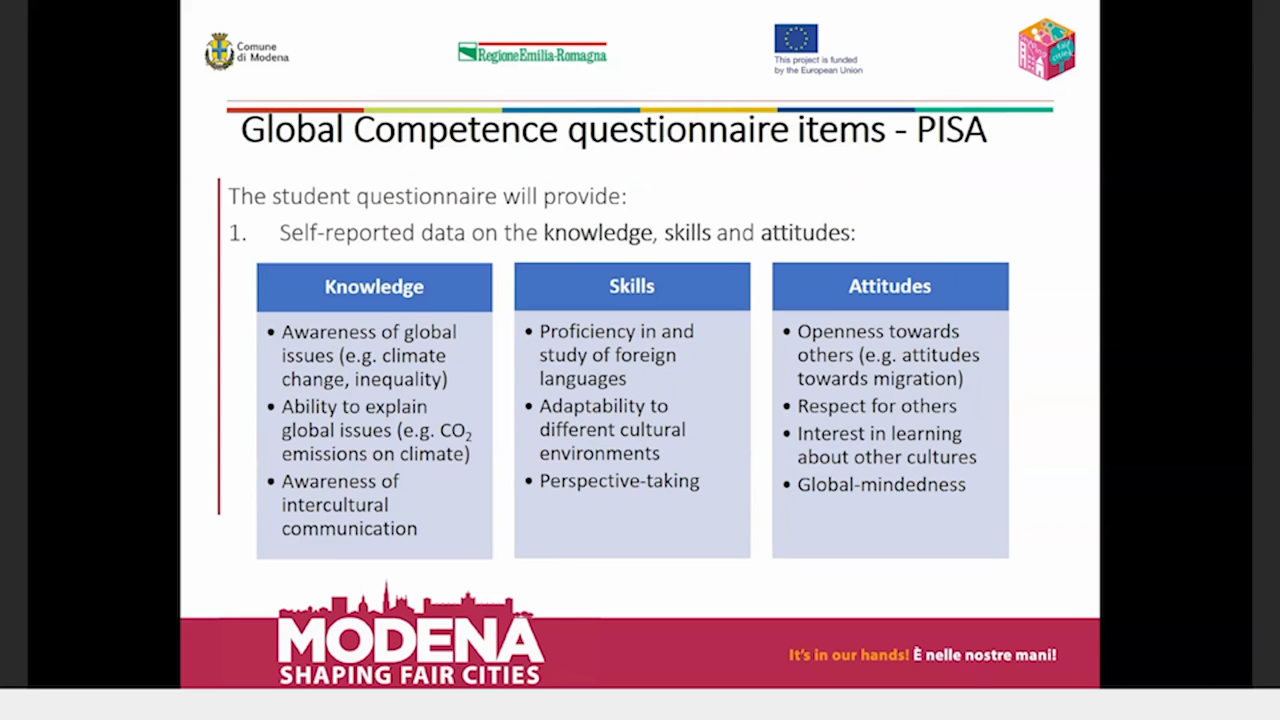 Comune
di Modena
RegioneEmilia-Romagna
This project is funded
by the European Union
Global Competence questionnaire items - PISA
The student questionnaire will provide:
1. Self-reported data on the knowledge, skills and attitudes:
Knowledge
• Awareness of global
issues (e.g. climate
change, inequality)
• Ability to explain
global issues (e.g. CO₂
emissions on climate)
• Awareness of
intercultural
communication
Skills
• Proficiency in and
study of foreign
languages
• Adaptability to
different cultural
environments
• Perspective-taking
Attitudes
• Openness towards
others (e.g. attitudes
towards migration)
• Respect for others
• Interest in learning
about other cultures
• Global-mindedness
MODENA
SHAPING FAIR CITIES
It's in our hands! È nelle nostre mani!